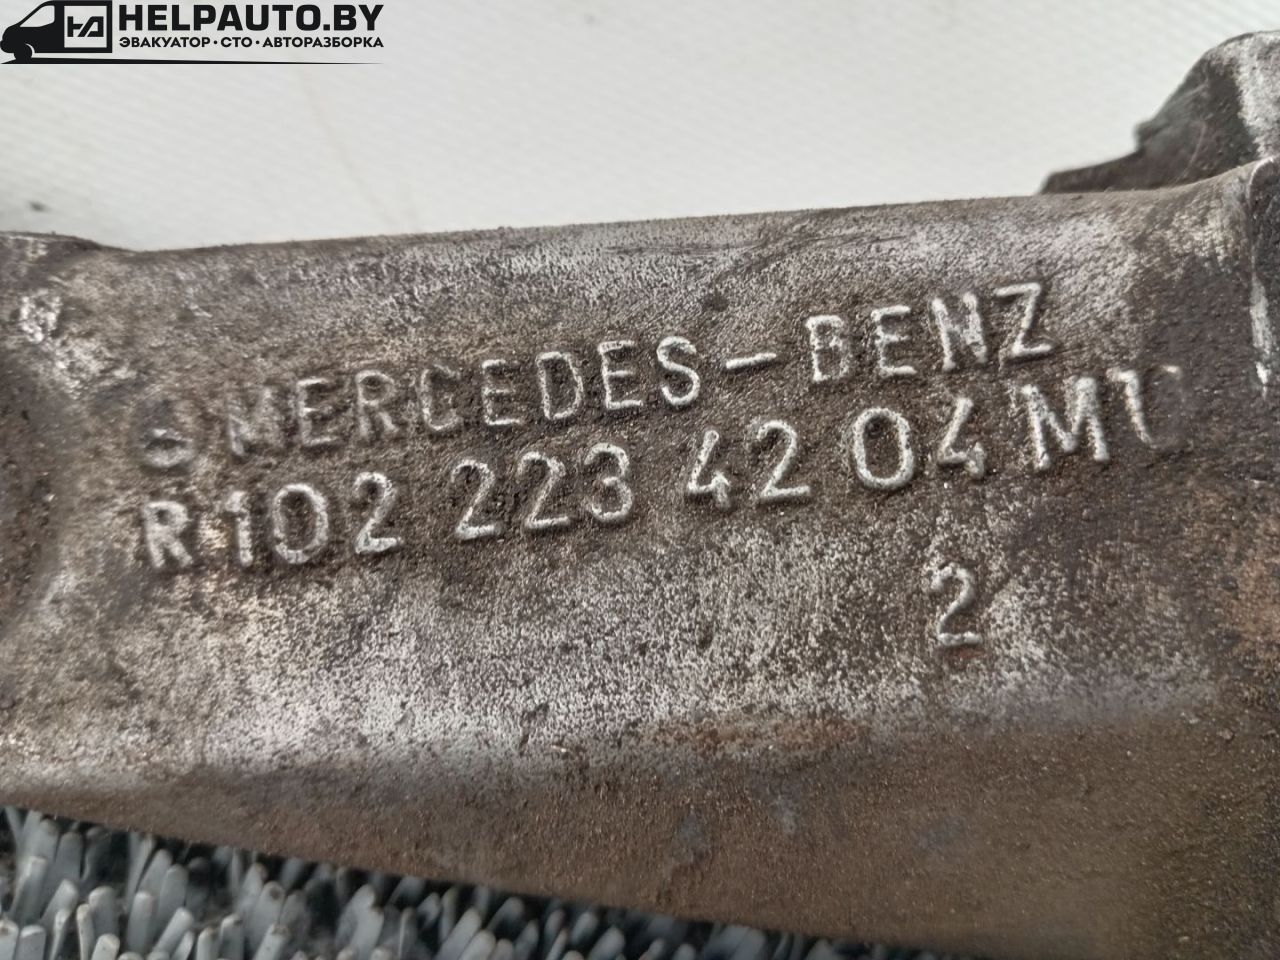 HELPAUTO.BY
ЭВАКУАТОР·СТО·АВТОРАЗБОРКА
MERCEDES-BENZ
R102 223 42 04
2